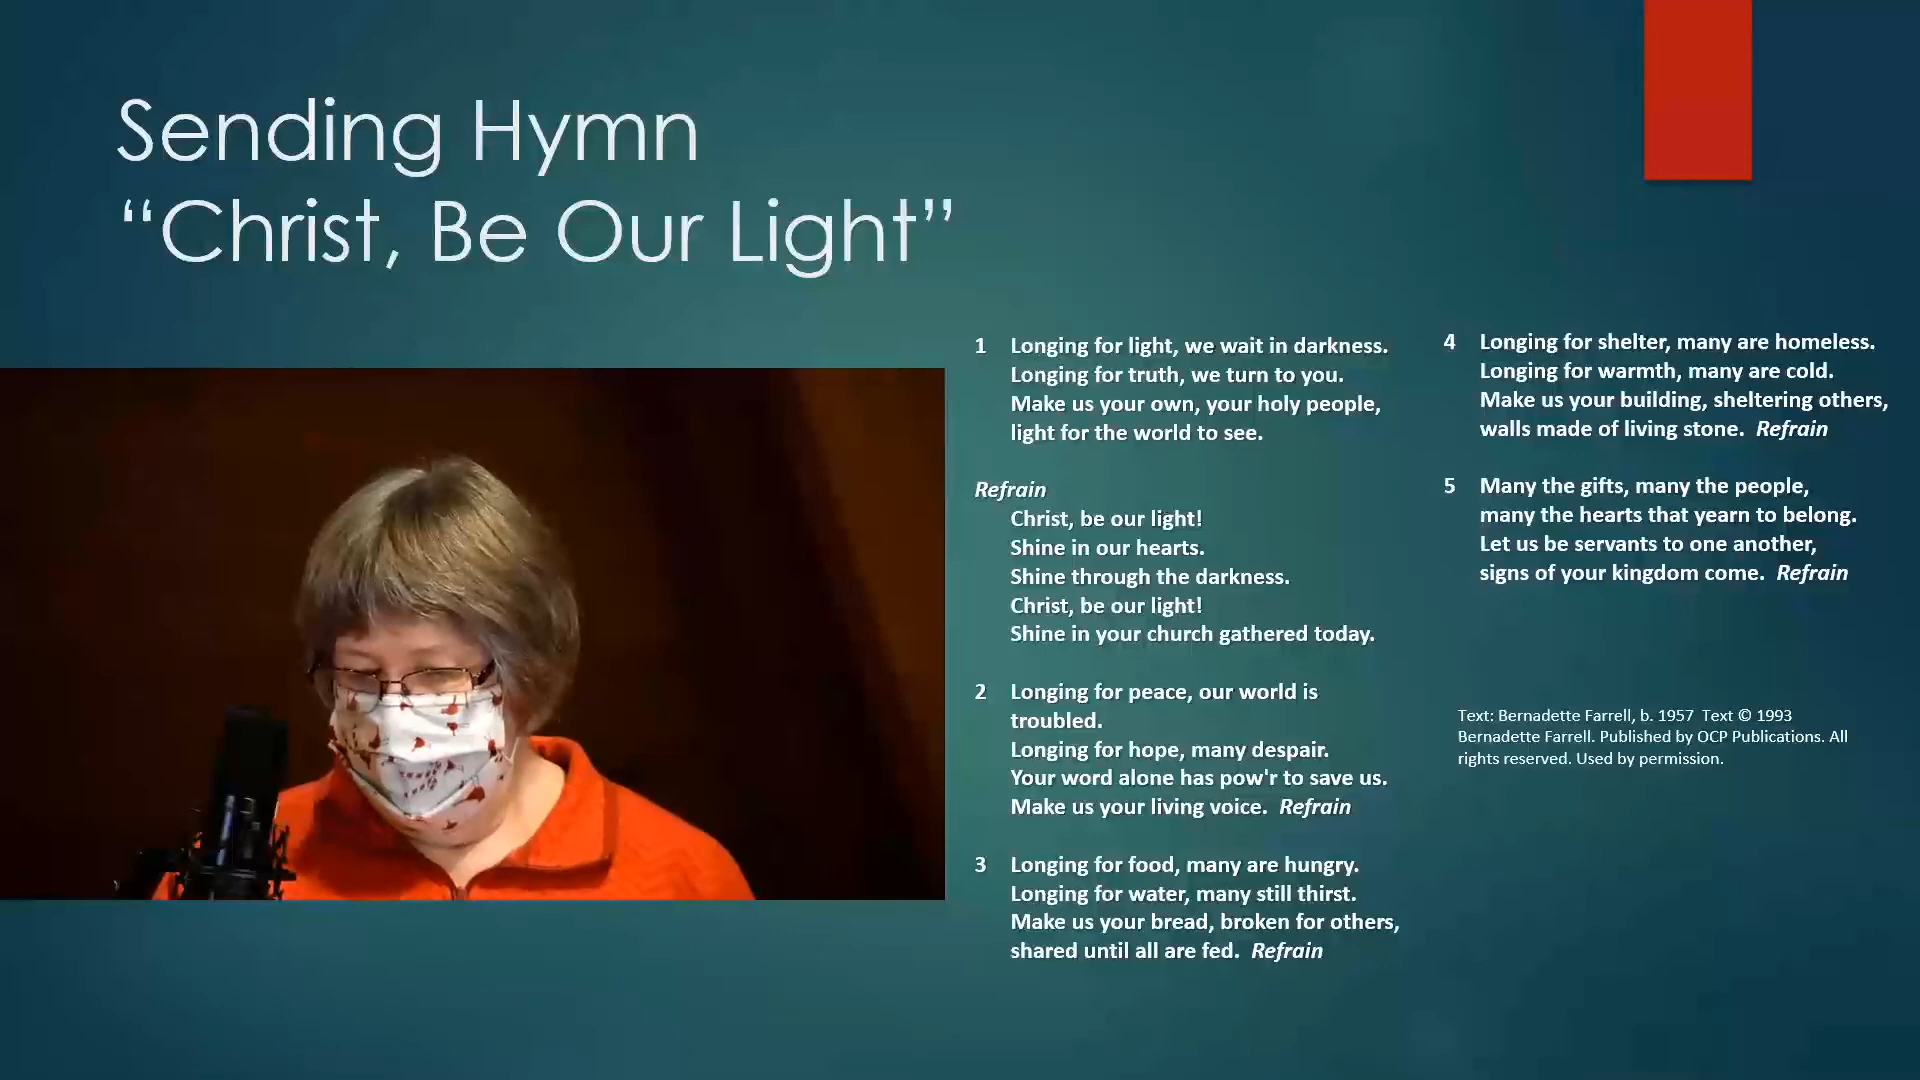 Sending Hymn
“Christ, Be Our Light”
1 Longing for light, we wait in darkness.
Longing for truth, we turn to you.
Make us your own, your holy people,
light for the world to see.
Refrain
Christ, be our light!
Shine in our hearts.
Shine through the darkness.
Christ, be our light!
Shine in your church gathered today.
2 Longing for peace, our world is
troubled.
Longing for hope, many despair.
Your word alone has pow'r to save us.
Make us your living voice. Refrain
3 Longing for food, many are hungry.
Longing for water, many still thirst.
Make us your bread, broken for others,
shared until all are fed. Refrain
4 Longing for shelter, many are homeless.
Longing for warmth, many are cold.
Make us your building, sheltering others,
walls made of living stone. Refrain
5 Many the gifts, many the people,
many the hearts that yearn to belong.
Let us be servants to one another,
signs of your kingdom come. Refrain
Text: Bernadette Farrell, b. 1957 Text © 1993
Bernadette Farrell. Published by OCP Publications. All
rights reserved. Used by permission.